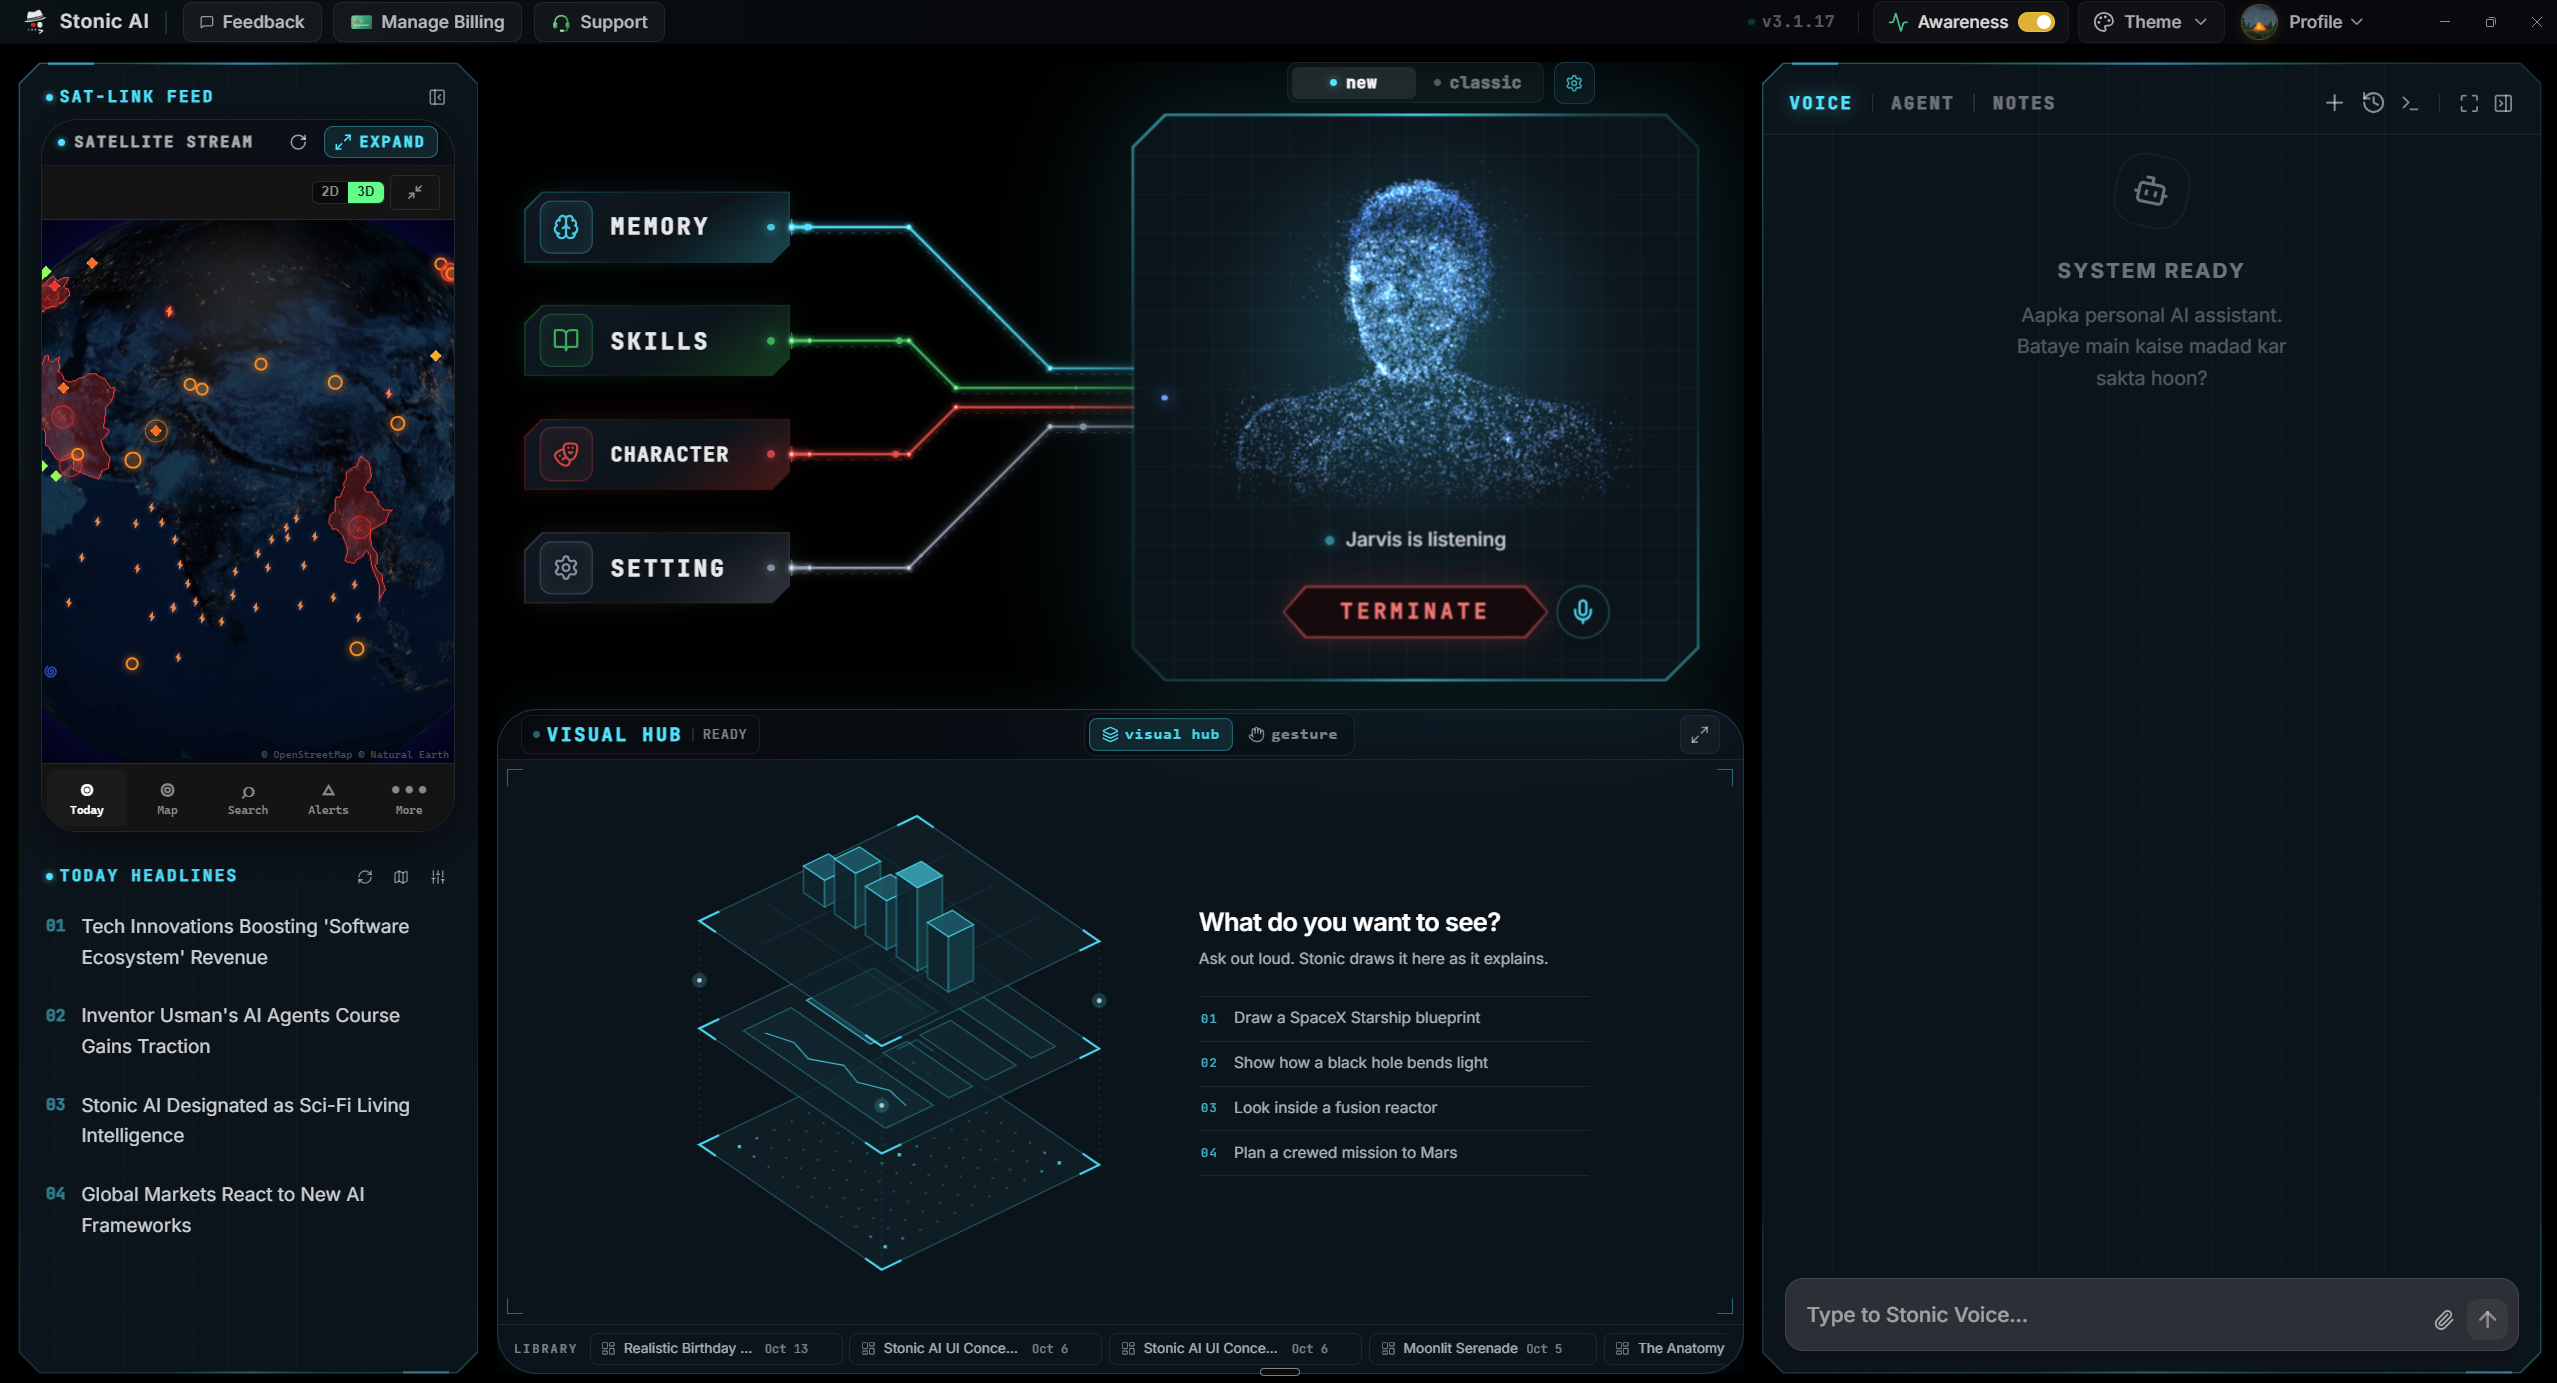 Stonic AI
Feedback
Manage Billing
Support
v3.1.17
Awareness
Theme
Profile
SAT-LINK FEED
SATELLITE STREAM
EXPAND
2D
3D
© OpenStreetMap © Natural Earth
Today
Map
Search
Alerts
More
TODAY HEADLINES
01
Tech Innovations Boosting 'Software
Ecosystem' Revenue
02
Inventor Usman's AI Agents Course
Gains Traction
03
Stonic AI Designated as Sci-Fi Living
Intelligence
04
Global Markets React to New AI
Frameworks
new
classic
MEMORY
SKILLS
CHARACTER
SETTING
Jarvis is listening
TERMINATE
VISUAL HUB
READY
visual hub
gesture
What do you want to see?
Ask out loud. Stonic draws it here as it explains.
01 Draw a SpaceX Starship blueprint
02 Show how a black hole bends light
03 Look inside a fusion reactor
04 Plan a crewed mission to Mars
LIBRARY
Realistic Birthday ... Oct 13
Stonic AI UI Conce... Oct 6
Stonic AI UI Conce... Oct 6
Moonlit Serenade Oct 5
The Anatomy
VOICE
AGENT
NOTES
SYSTEM READY
Aapka personal AI assistant.
Bataye main kaise madad kar
sakta hoon?
Type to Stonic Voice...